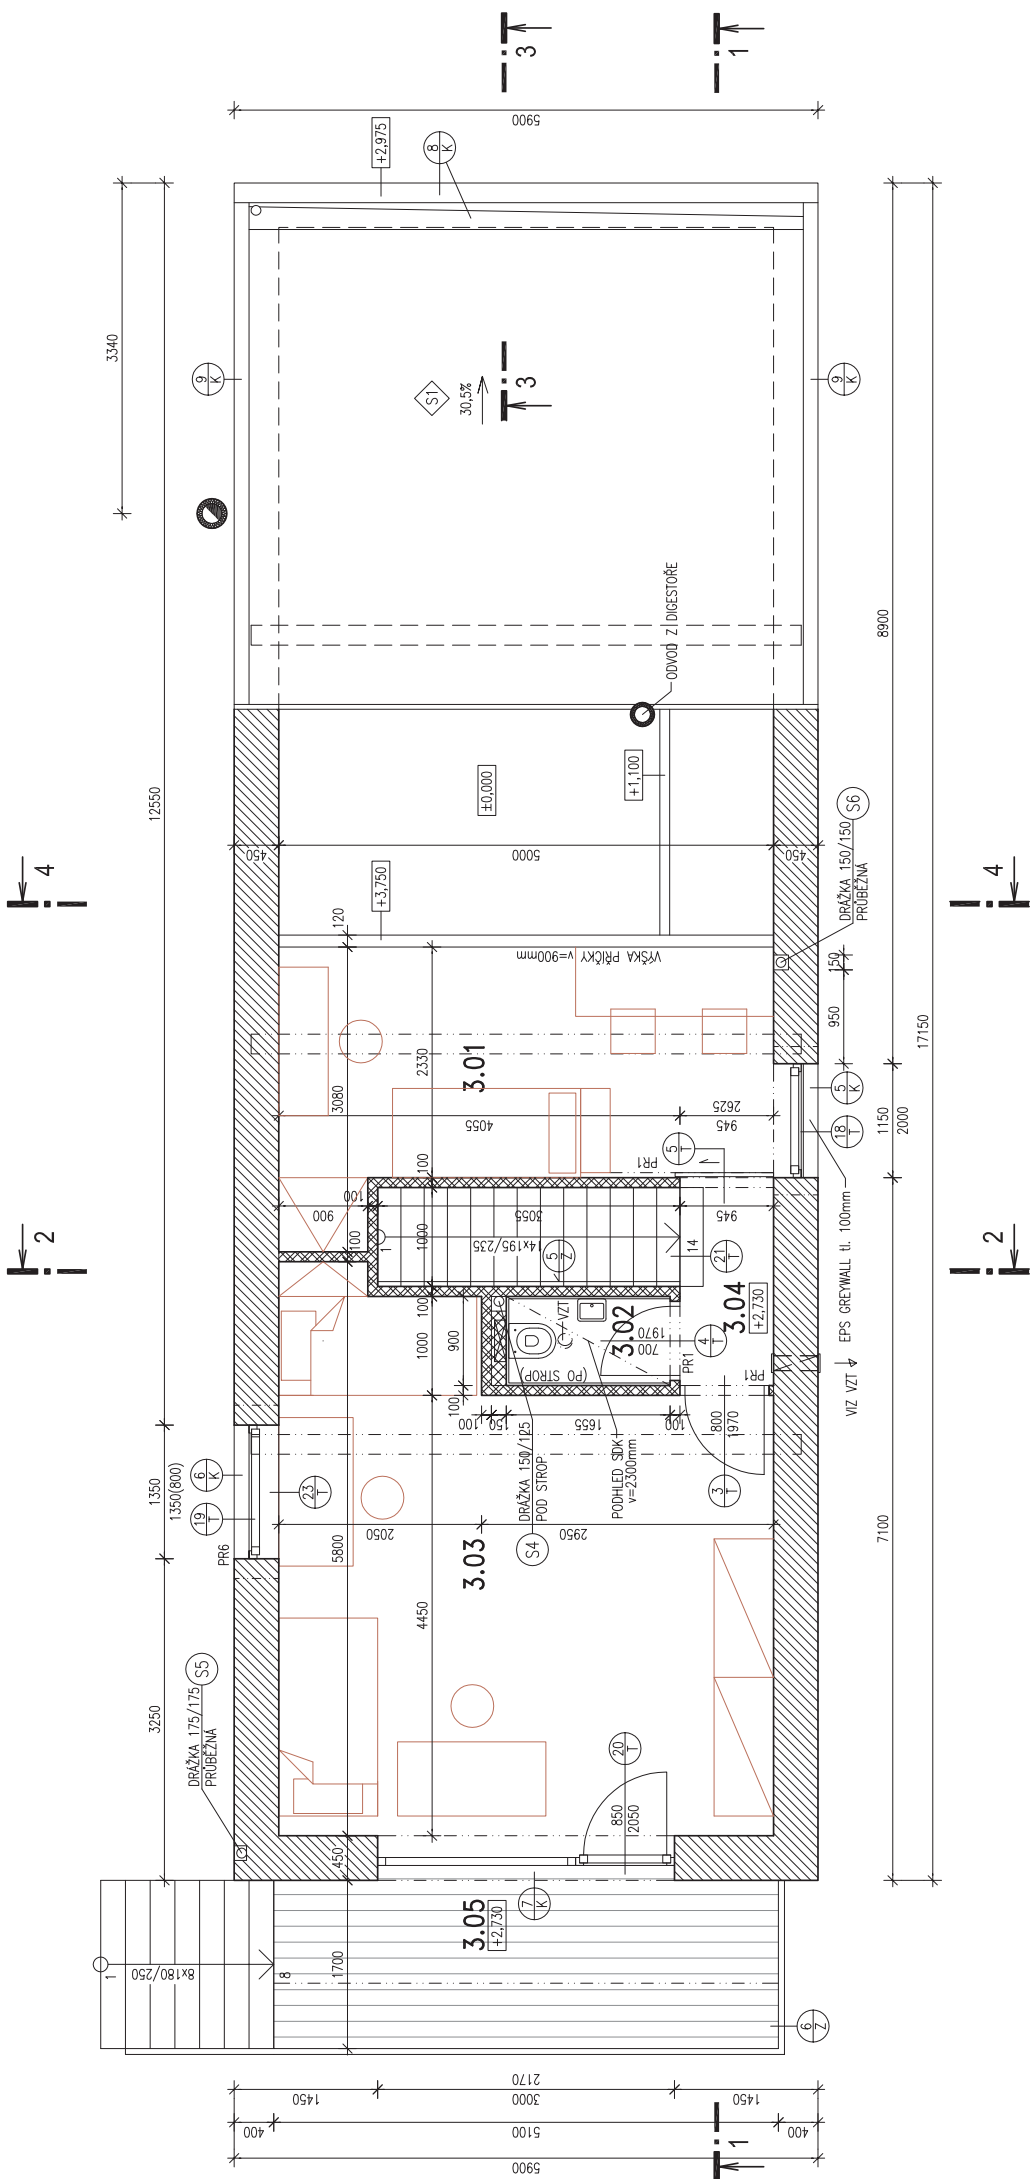 3
1
5900
+2,975
8
K
3340
9
K
S1
30,5%
3
9
K
12550
ODVOD Z DIGESTOŘE
8900
±0,000
+1,100
4
450
5000
450
+3,750
DRÁŽKA 150/150
PRŮBĚŽNÁ
S6
4
120
VÝŠKA PŘÍČKY v=900mm
150
950
17150
3.01
2330
3080
4055
2625
945
5
K
18
T
1150
2000
5
T
PR1
100
100
900
3055
945
2
100
1000
1
14x195/235
5
Z
14
21
T
EPS GREYWALL tl. 100mm
2
3.04
+2,730
100
1000
900
VZT
3.02
1970
700
4
T
PR1
(PO STROP)
PR1
VIZ VZT
100
100
150
1655
100
800
1970
1350
1350(800)
6
K
19
T
23
T
PR6
DRÁŽKA 150/125
POD STROP
S4
PODHLED SDK
v=2300mm
3
T
2050
2950
5800
3.03
4450
7100
3250
DRÁŽKA 175/175
PRŮBĚŽNÁ
S5
20
T
850
2050
450
7
K
3.05
+2,730
1
8x180/250
8
1700
6
Z
2170
1450
3000
1450
400
5100
400
5900
1